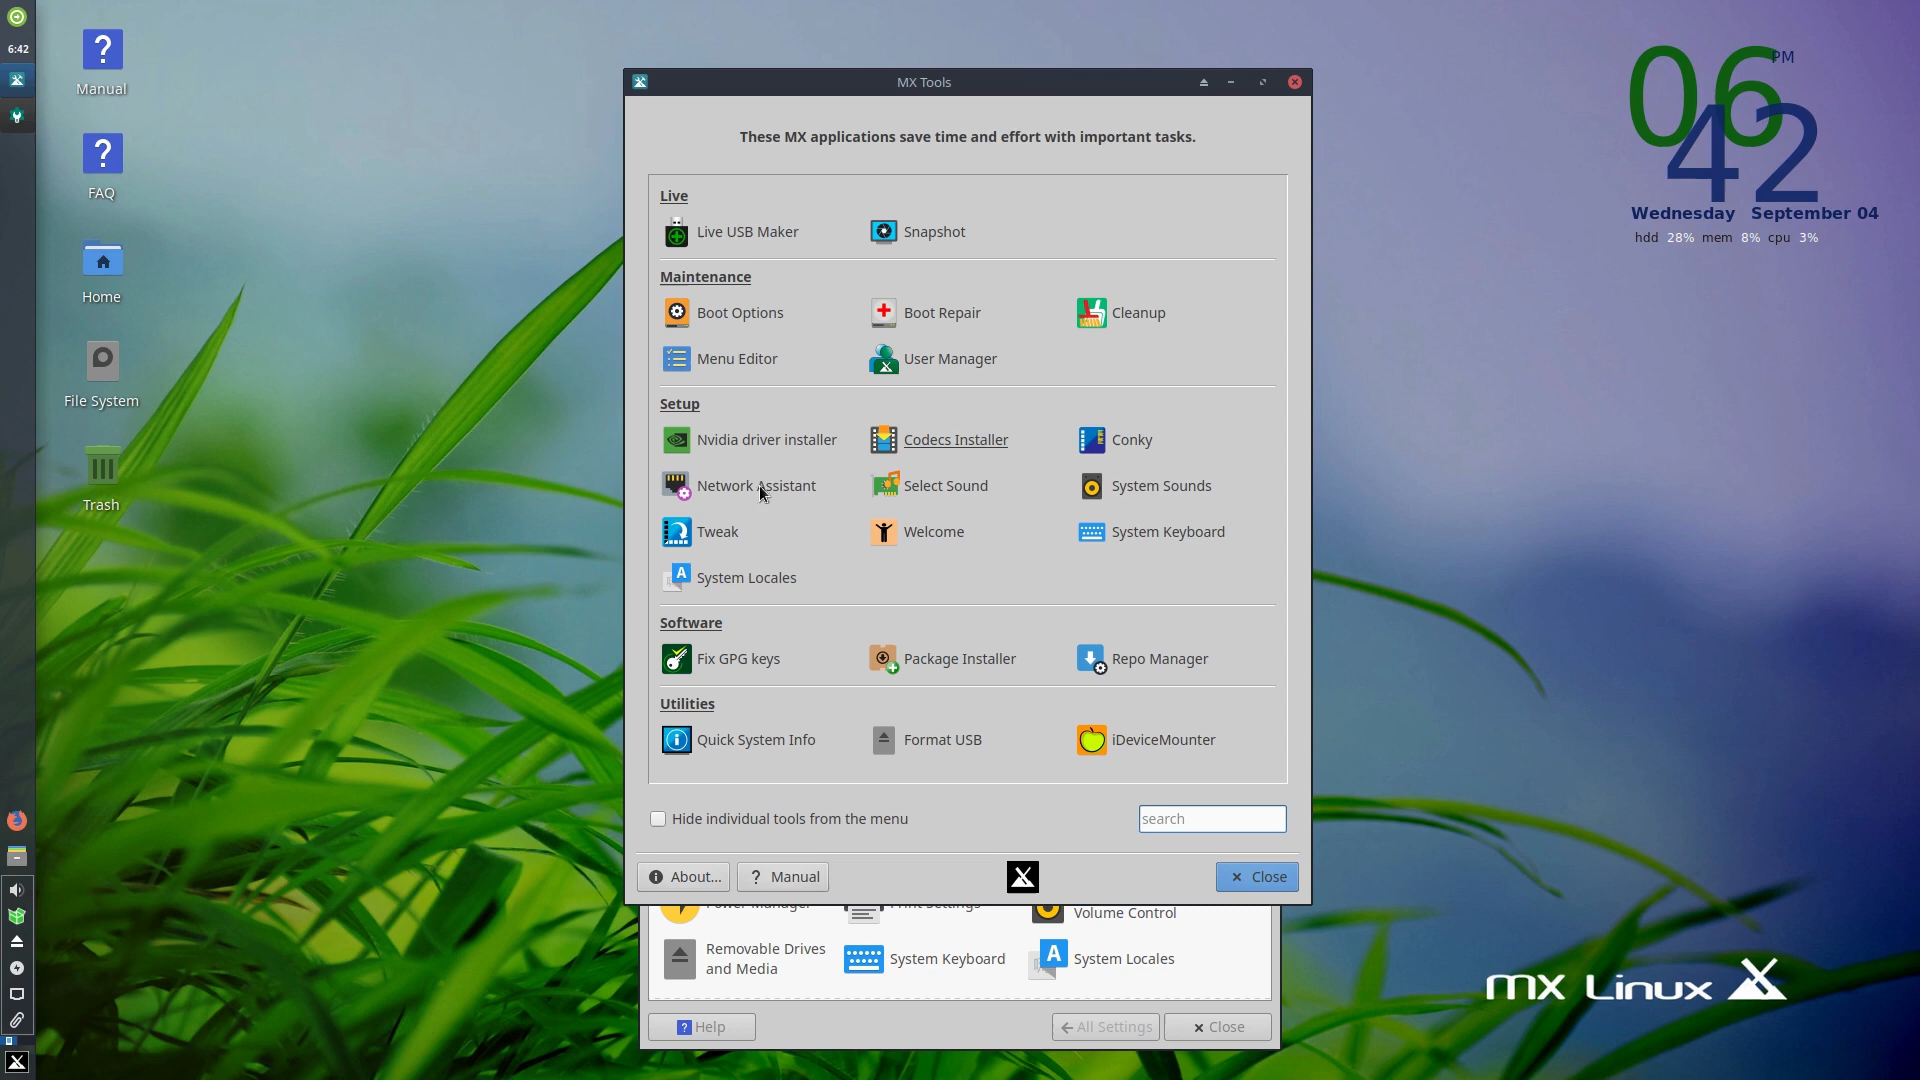 6:42
Manual
FAQ
Home
File System
Trash
MX Tools
These MX applications save time and effort with important tasks.
Live
Live USB Maker
Snapshot
Maintenance
Boot Options
Boot Repair
Cleanup
Menu Editor
User Manager
Setup
Nvidia driver installer
Codecs Installer
Conky
Network Assistant
Select Sound
System Sounds
Tweak
Welcome
System Keyboard
System Locales
Software
Fix GPG keys
Package Installer
Repo Manager
Utilities
Quick System Info
Format USB
iDeviceMounter
Hide individual tools from the menu
search
About...
? Manual
Close
Power Manager
Print Settings
Volume Control
Removable Drives
and Media
System Keyboard
System Locales
? Help
All Settings
Close
06
PM
42
Wednesday September 04
hdd 28% mem 8% cpu 3%
mx Linux